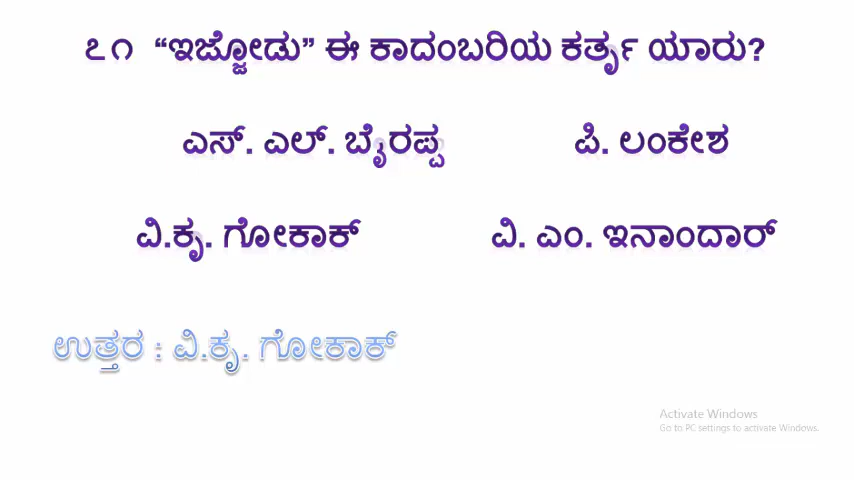 ೭೧ “ಇಜ್ಜೋಡು” ಈ ಕಾದಂಬರಿಯ ಕರ್ತೃ ಯಾರು?
ಎಸ್. ಎಲ್. ಬೈರಪ್ಪ ಪಿ. ಲಂಕೇಶ
ವಿ.ಕೃ. ಗೋಕಾಕ್ ವಿ. ಎಂ. ಇನಾಂದಾರ್
ಉತ್ತರ : ವಿ.ಕೃ. ಗೋಕಾಕ್
Activate Windows
Go to PC settings to activate Windows.